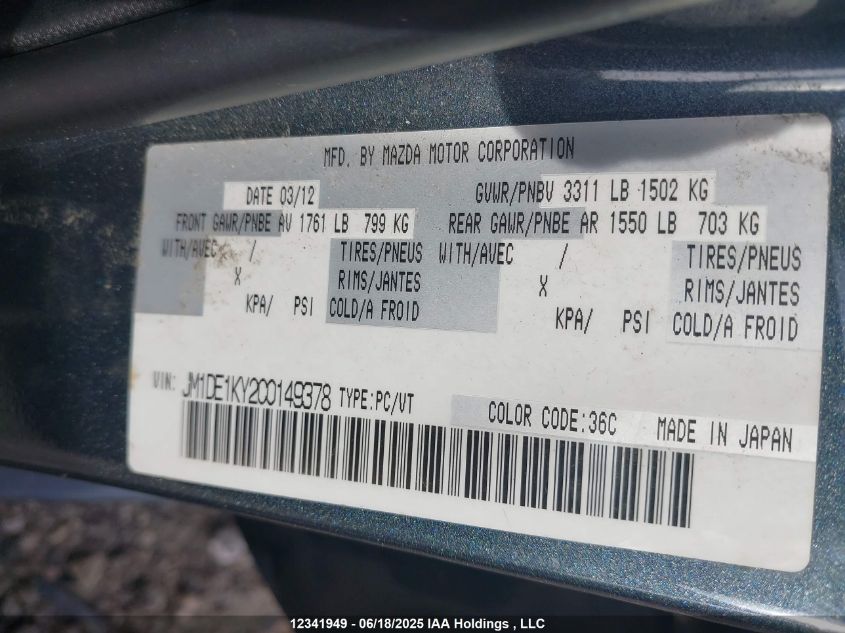 MFD. BY MAZDA MOTOR CORPORATION
DATE 03/12 GVWR/PNBV 3311 LB 1502 KG
FRONT GAWR/PNBE AV 1761 LB 799 KG REAR GAWR/PNBE AR 1550 LB 703 KG
WITH/AVEC / TIRES/PNEUS WITH/AVEC / TIRES/PNEUS
X RIMS/JANTES X RIMS/JANTES
KPA/ PSI COLD/A FROID KPA/ PSI COLD/A FROID
VIN: JM1DE1KY2C0149378 TYPE:PC/VT COLOR CODE:36C MADE IN JAPAN
12341949 - 06/18/2025 IAA Holdings , LLC